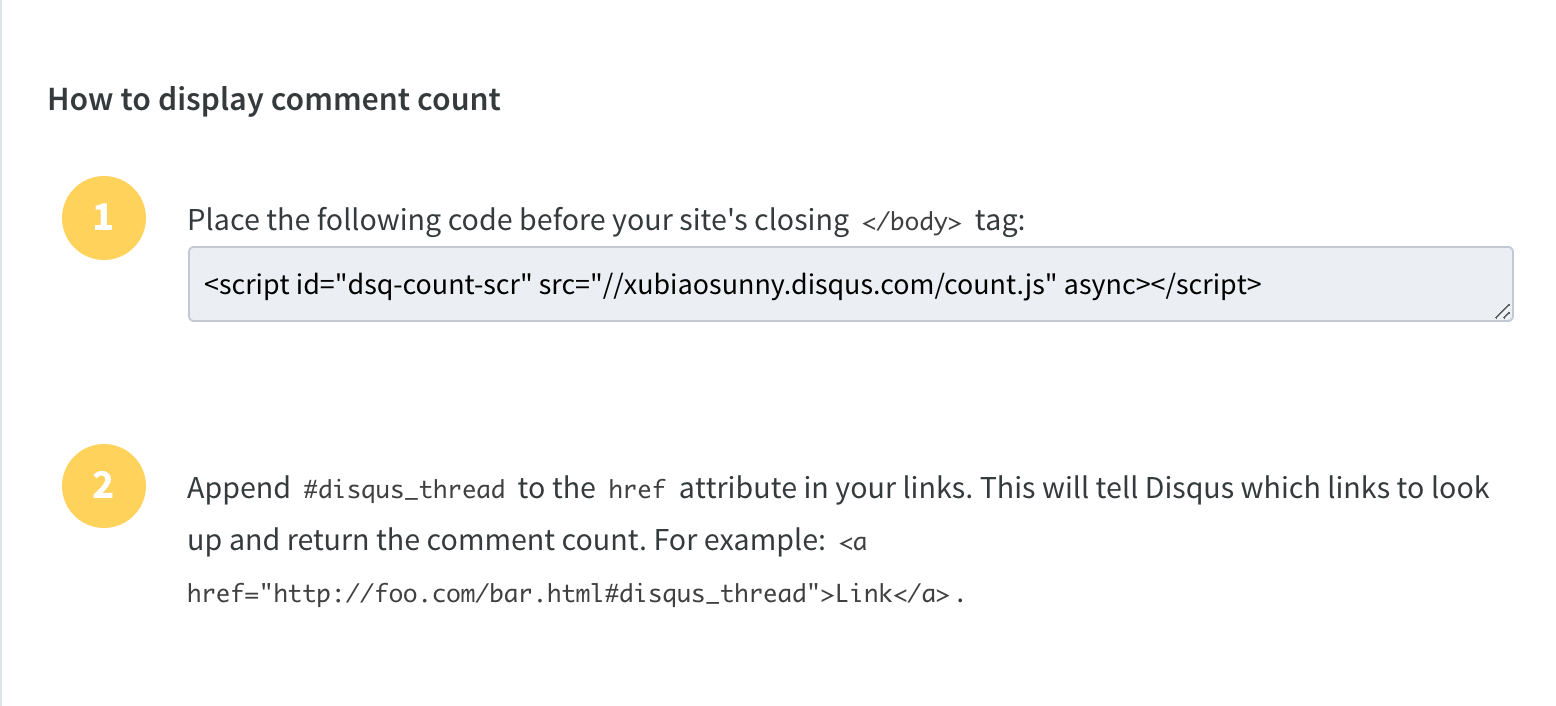 How to display comment count
1
Place the following code before your site's closing </body> tag:
<script id="dsq-count-scr" src="//xubiaosunny.disqus.com/count.js" async></script>
2
Append #disqus_thread to the href attribute in your links. This will tell Disqus which links to look
up and return the comment count. For example: <a
href="http://foo.com/bar.html#disqus_thread">Link</a>.